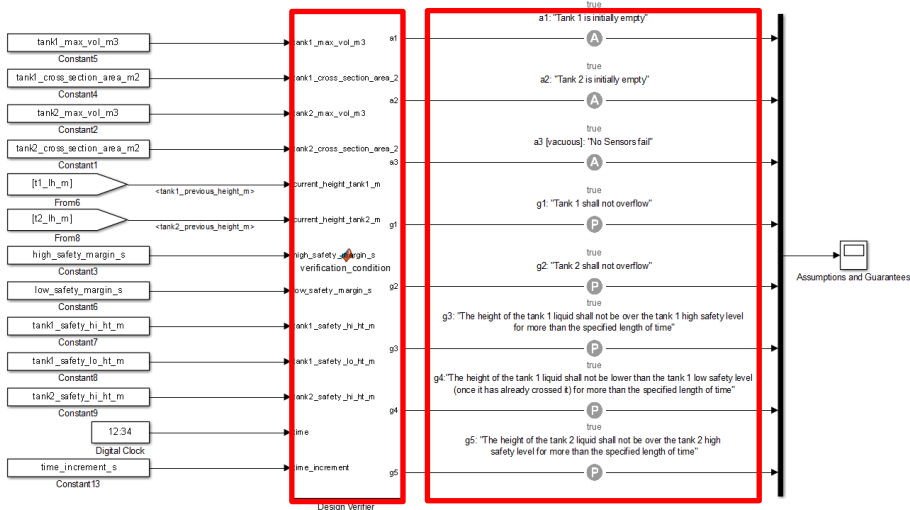 tank1_max_vol_m3
Constant5
tank1_cross_section_area_m2
Constant4
tank2_max_vol_m3
Constant2
tank2_cross_section_area_m2
Constant1
[t1_lh_m]
From6
<tank1_previous_height_m>
[t2_lh_m]
From8
<tank2_previous_height_m>
high_safety_margin_s
Constant3
low_safety_margin_s
Constant6
tank1_safety_hi_ht_m
Constant7
tank1_safety_lo_ht_m
Constant8
tank2_safety_hi_ht_m
Constant9
12:34
Digital Clock
time_increment_s
Constant13
tank1_max_vol_m3
tank1_cross_section_area_2
tank2_max_vol_m3
tank2_cross_section_area_2
current_height_tank1_m
current_height_tank2_m
high_safety_margin_s
verification_condition
low_safety_margin_s
tank1_safety_hi_ht_m
tank1_safety_lo_ht_m
tank2_safety_hi_ht_m
time
time_increment
a1
a2
a3
g1
g2
g3
g4
g5
Design Verifier
true
a1: "Tank 1 is initially empty"
A
true
a2: "Tank 2 is initially empty"
A
true
a3 [vacuous]: "No Sensors fail"
A
true
g1: "Tank 1 shall not overflow"
P
true
g2: "Tank 2 shall not overflow"
P
true
g3: "The height of the tank 1 liquid shall not be over the tank 1 high safety level
for more than the specified length of time"
P
true
g4:"The height of the tank 1 liquid shall not be lower than the tank 1 low safety level
(once it has already crossed it) for more than the specified length of time"
P
true
g5: "The height of the tank 2 liquid shall not be over the tank 2 high
safety level for more than the specified length of time"
P
Assumptions and Guarantees